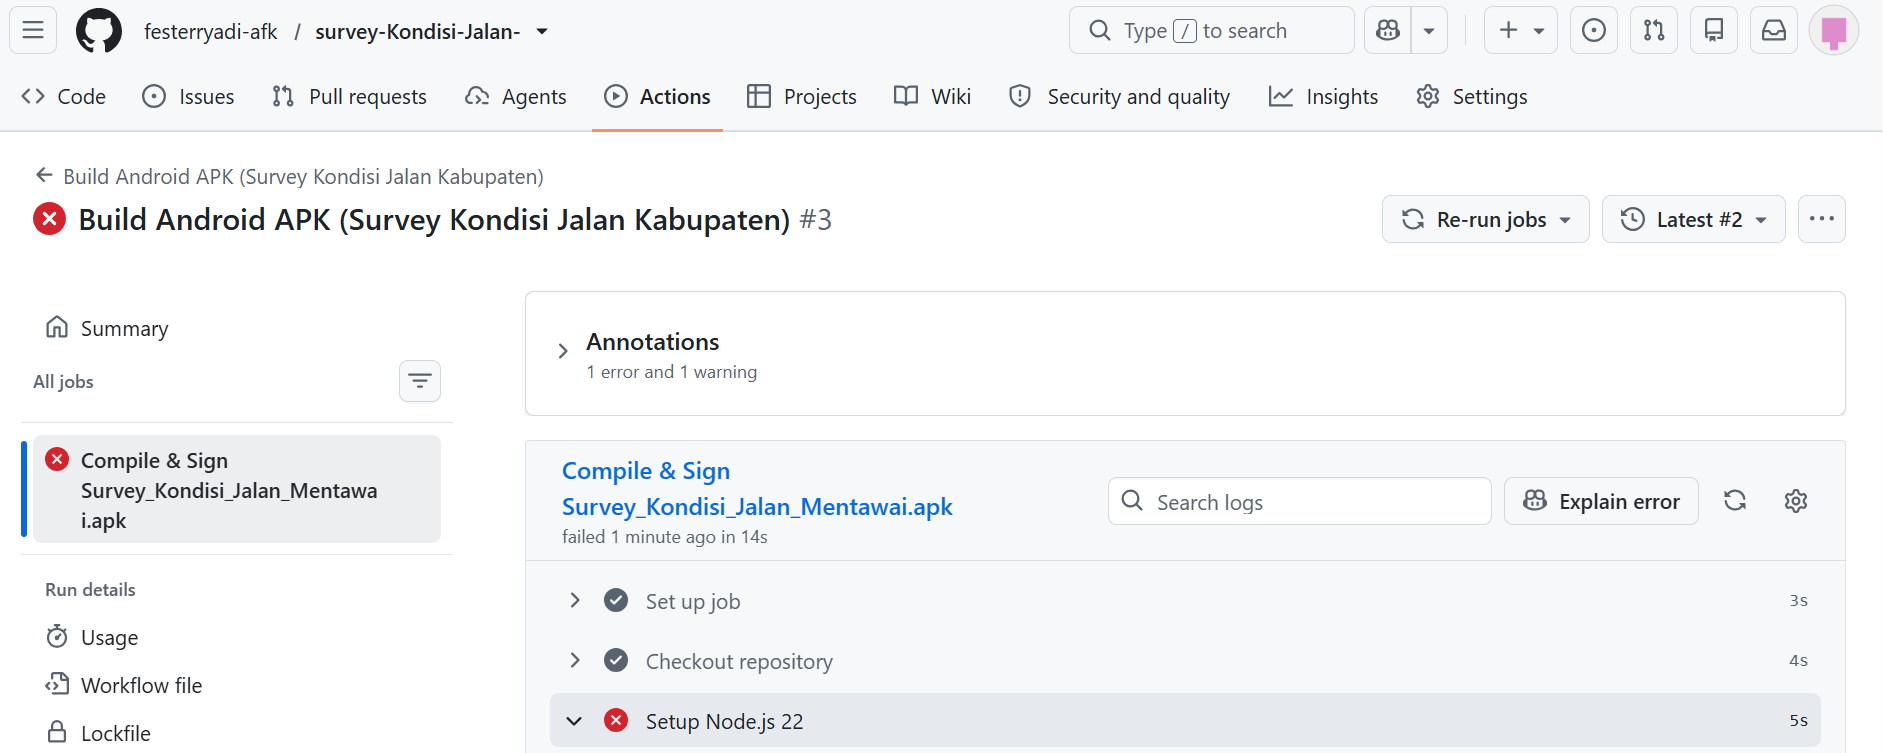 festerryadi-afk / survey-Kondisi-Jalan-
Type / to search
Code
Issues
Pull requests
Agents
Actions
Projects
Wiki
Security and quality
Insights
Settings
Build Android APK (Survey Kondisi Jalan Kabupaten)
Build Android APK (Survey Kondisi Jalan Kabupaten) #3
Re-run jobs
Latest #2
Summary
All jobs
Compile & Sign
Survey_Kondisi_Jalan_Mentawa
i.apk
Run details
Usage
Workflow file
Lockfile
Annotations
1 error and 1 warning
Compile & Sign
Survey_Kondisi_Jalan_Mentawai.apk
failed 1 minute ago in 14s
Search logs
Explain error
Set up job 3s
Checkout repository 4s
Setup Node.js 22 5s